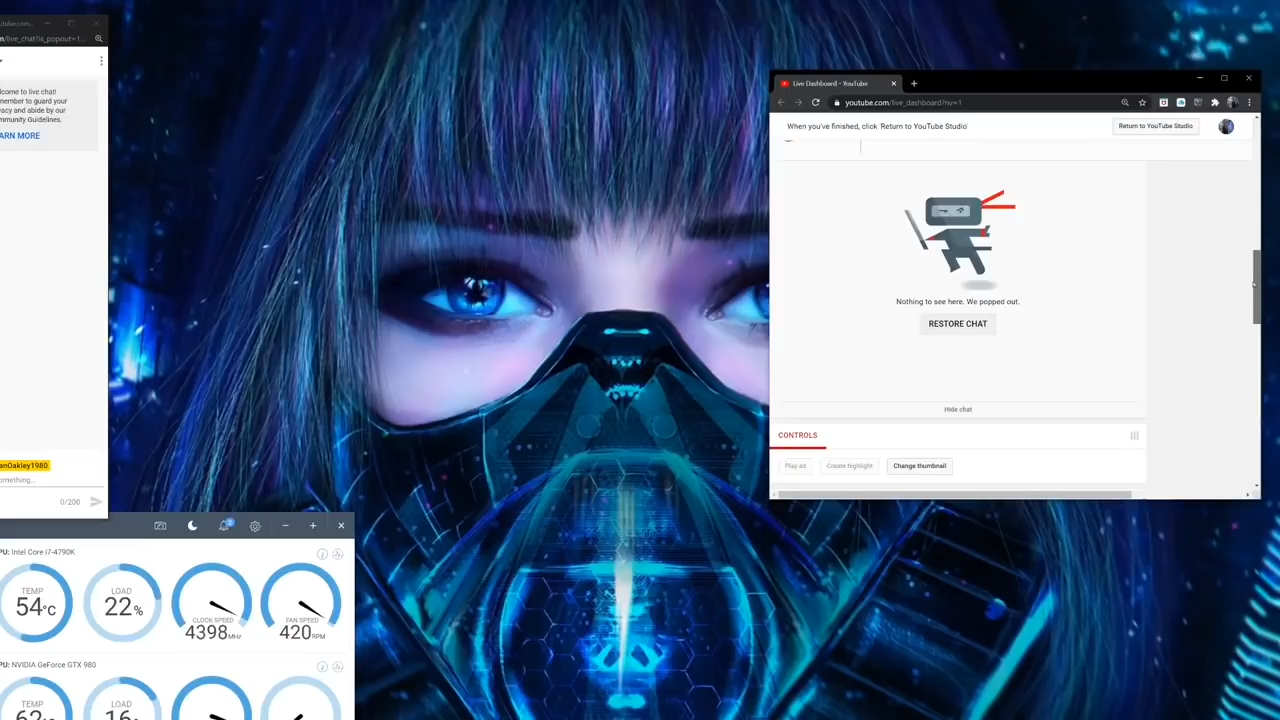 m/live_chat?is_popout=1...
elcome to live chat!
member to guard your
vacy and abide by our
mmunity Guidelines.
ARN MORE
anOakley1980
omething...
0/200
Live Dashboard - YouTube
youtube.com/live_dashboard?nv=1
When you've finished, click 'Return to YouTube Studio'
Return to YouTube Studio
Nothing to see here. We popped out.
RESTORE CHAT
Hide chat
CONTROLS
Play ad
Create highlight
Change thumbnail
PU: Intel Core i7-4790K
TEMP
54°C
LOAD
22%
CLOCK SPEED
4398MHz
FAN SPEED
420RPM
PU: NVIDIA GeForce GTX 980
TEMP
62°C
LOAD
16%